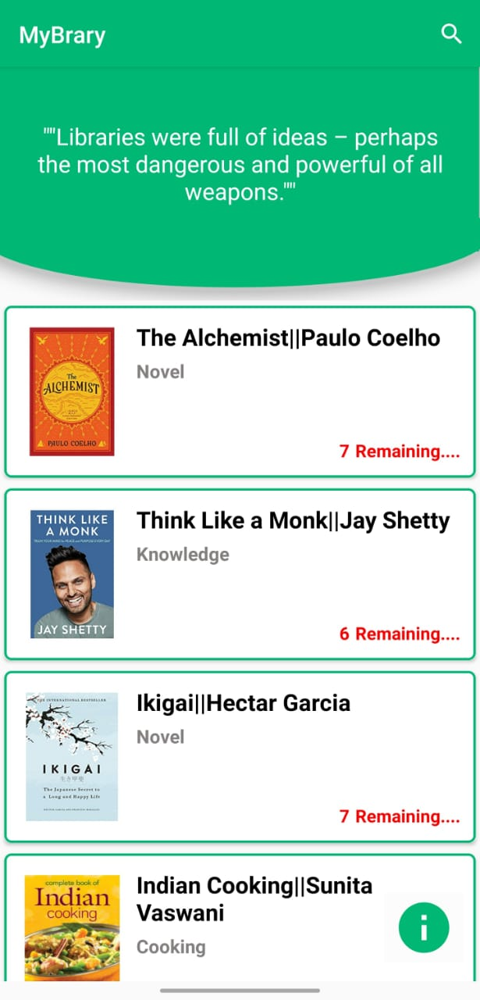 MyBrary
""Libraries were full of ideas – perhaps
the most dangerous and powerful of all
weapons.""
The
ALCHEMIST
25
PAULO COELHO
The Alchemist||Paulo Coelho
Novel
7 Remaining....
THINK LIKE
A MONK
TRAIN YOUR MIND for PEACE and PURPOSE EVERY DAY
JAY SHETTY
Think Like a Monk||Jay Shetty
Knowledge
6 Remaining....
THE INTERNATIONAL BESTSELLER
IKIGAI
生き甲斐
The Japanese Secret to
a Long and Happy Life
Ikigai||Hectar Garcia
Novel
7 Remaining....
complete book of
Indian
cooking
Indian Cooking||Sunita
Vaswani
Cooking
i